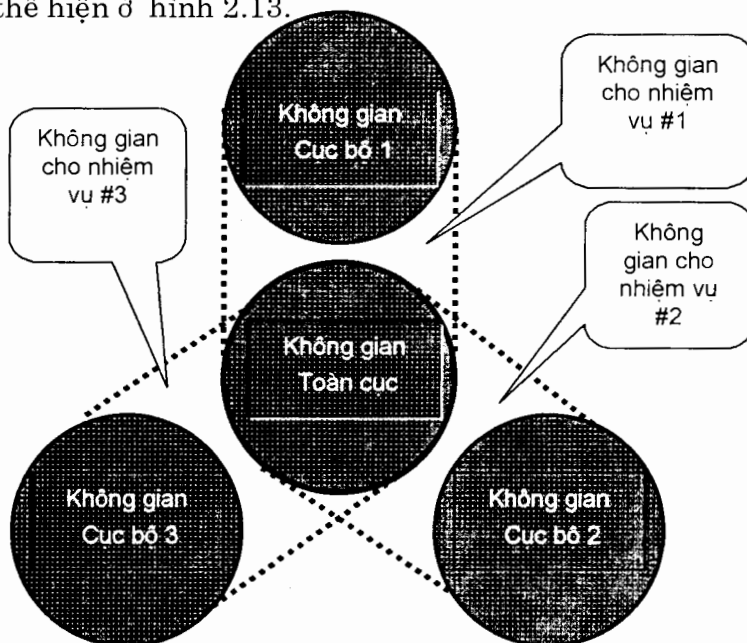 thể hiện ở hình 2.13.
Không gian
Cục bộ 1
Không gian
cho nhiệm
vụ #1
Không gian
cho nhiệm
vụ #3
Không
gian cho
nhiệm vụ
#2
Không gian
Toàn cục
Không gian
Cục bộ 3
Không gian
Cục bộ 2